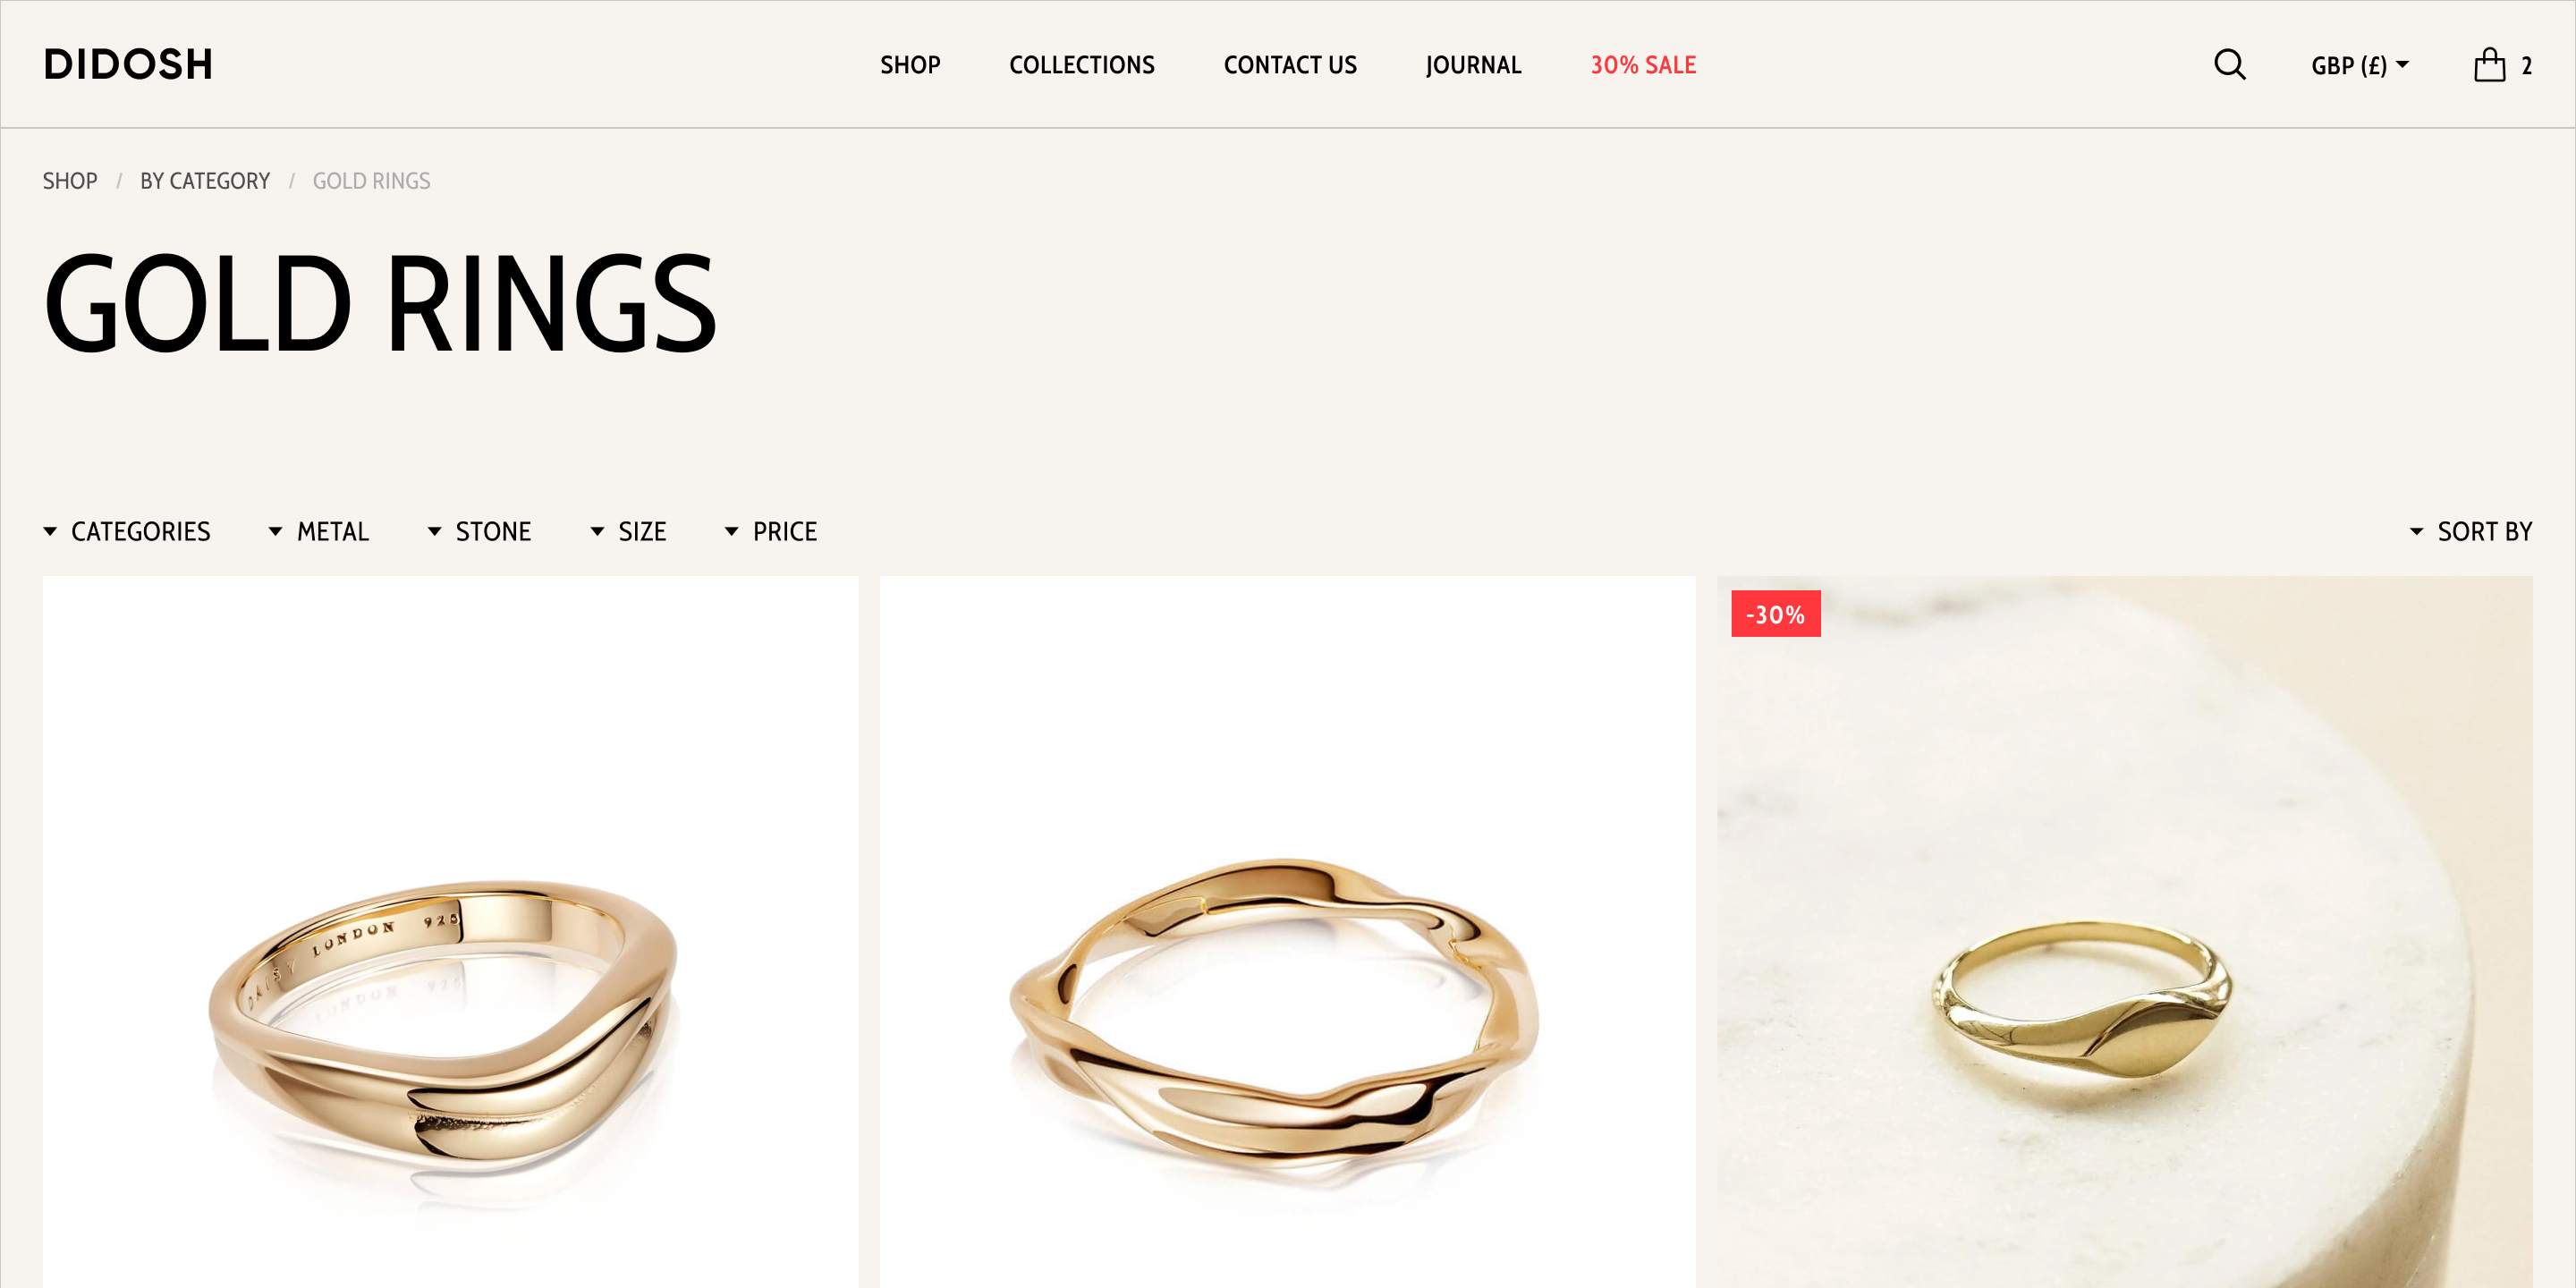 DIDOSH
SHOP COLLECTIONS CONTACT US JOURNAL 30% SALE
GBP (£) 2
SHOP / BY CATEGORY / GOLD RINGS
GOLD RINGS
CATEGORIES METAL STONE SIZE PRICE
SORT BY
-30%
DAISY LONDON 925